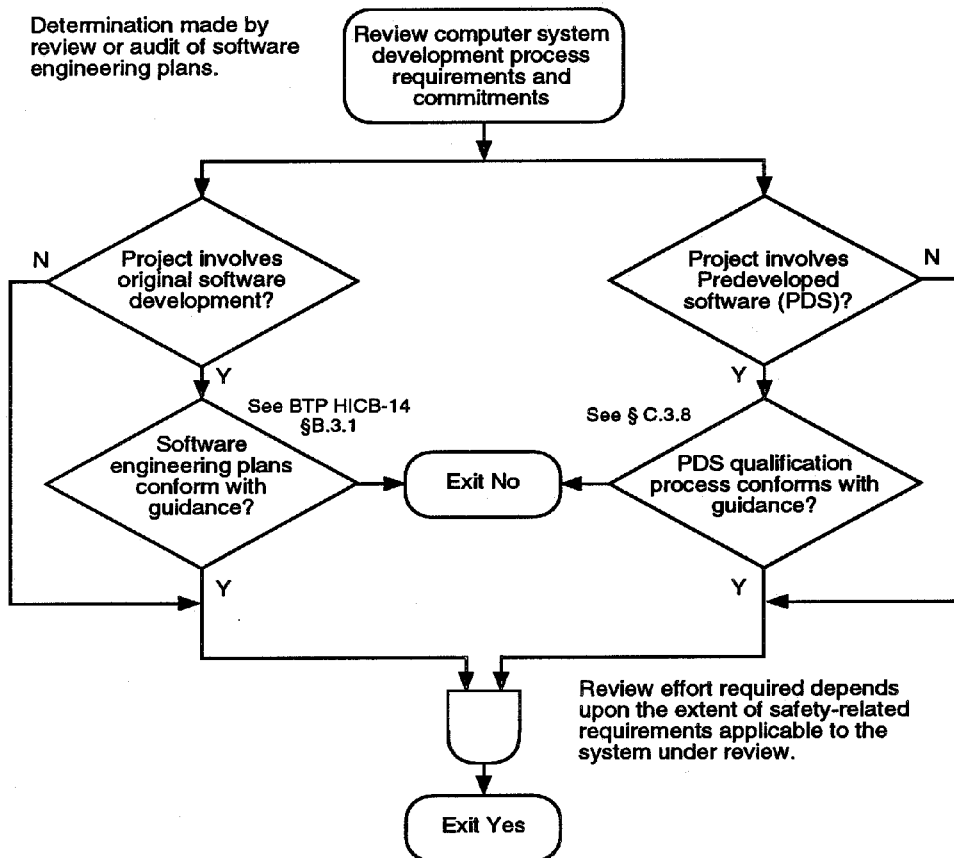 Determination made by
review or audit of software
engineering plans.
Review computer system
development process
requirements and
commitments
N
Project involves
original software
development?
Y
Project involves
Predeveloped
software (PDS)?
N
Y
See BTP HICB-14
§B.3.1
Software
engineering plans
conform with
guidance?
Y
Exit No
See § C.3.8
PDS qualification
process conforms with
guidance?
Y
Review effort required depends
upon the extent of safety-related
requirements applicable to the
system under review.
Exit Yes